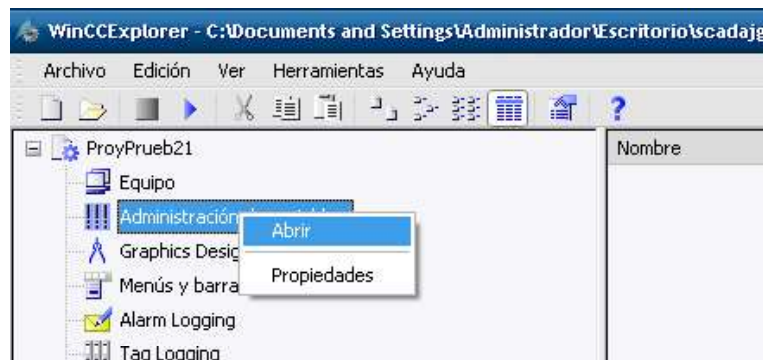 WinCCExplorer - C:\Documents and Settings\Administrador\Escritorio\scadajg
Archivo Edición Ver Herramientas Ayuda
ProyPrueb21
Nombre
Equipo
Administración
Abrir
Graphics Desig
Propiedades
Menús y barra
Alarm Logging
Tag Logging